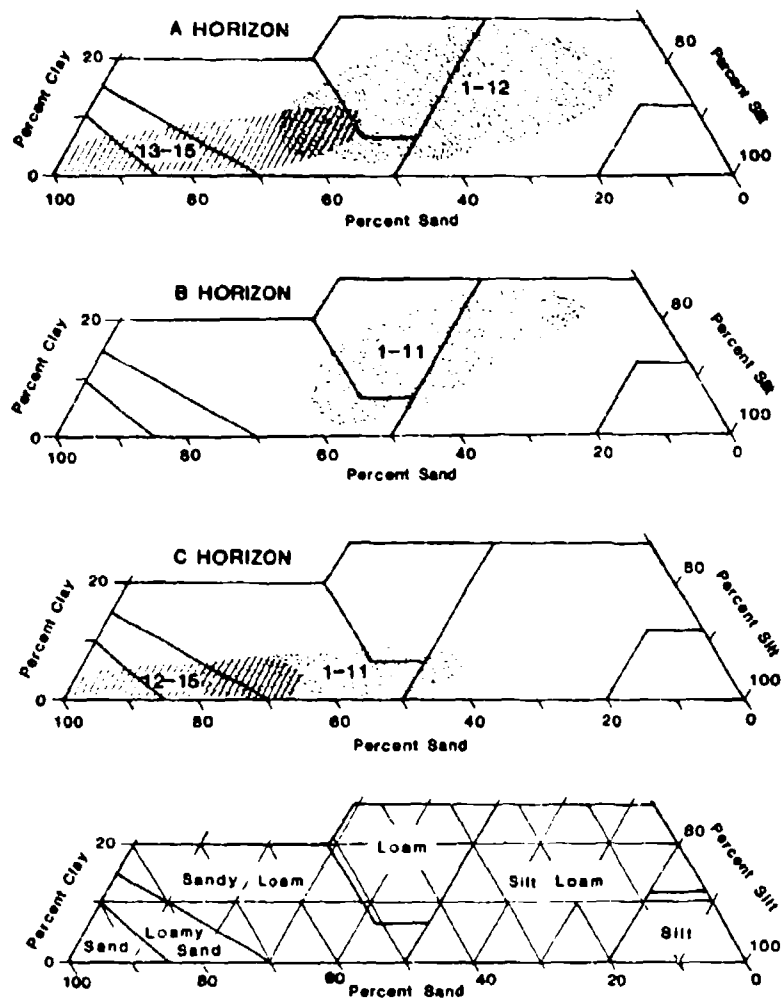 A HORIZON
Percent Clay
20
0
1-12
13-15
80
Percent Silt
100
100 80 60 40 20 0
Percent Sand
B HORIZON
Percent Clay
20
0
1-11
80
Percent Silt
100
100 80 60 40 20 0
Percent Sand
C HORIZON
Percent Clay
20
0
12-15
1-11
80
Percent Silt
100
100 80 60 40 20 0
Percent Sand
Percent Clay
20
0
Loam
Sandy Loam
Silt Loam
Loamy
Sand
Sand
Silt
80
Percent Silt
100
100 80 60 40 20 0
Percent Sand